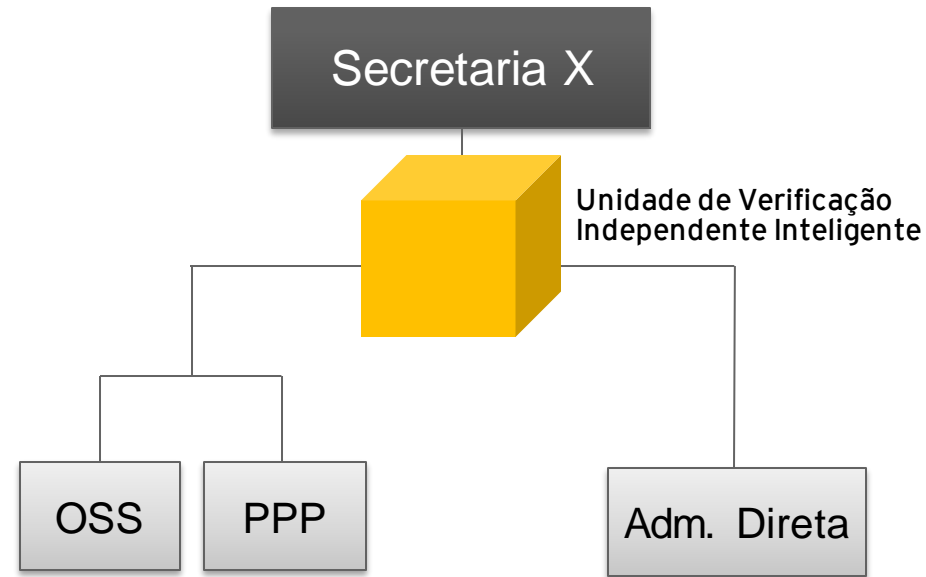 Secretaria X
Unidade de Verificação
Independente Inteligente
OSS
PPP
Adm. Direta